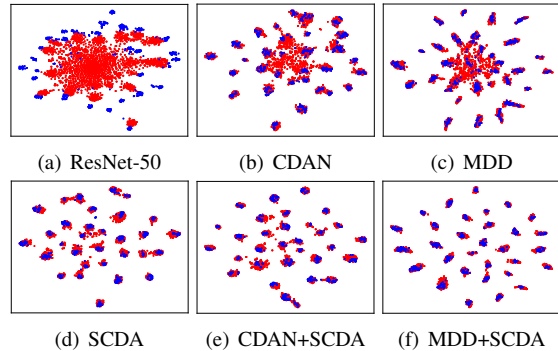 (a) ResNet-50
(b) CDAN
(c) MDD
(d) SCDA
(e) CDAN+SCDA
(f) MDD+SCDA